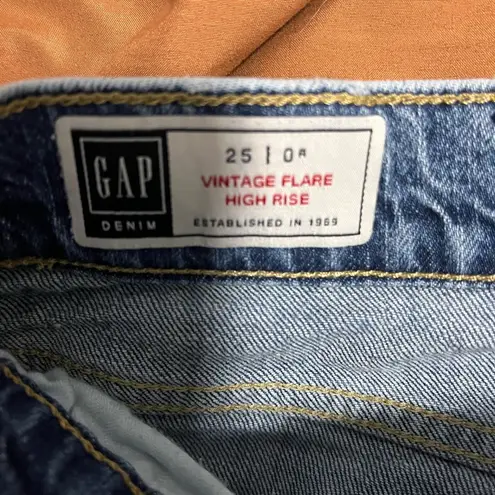 GAP
DENIM
25 | 0ᴿ
VINTAGE FLARE
HIGH RISE
ESTABLISHED IN 1969